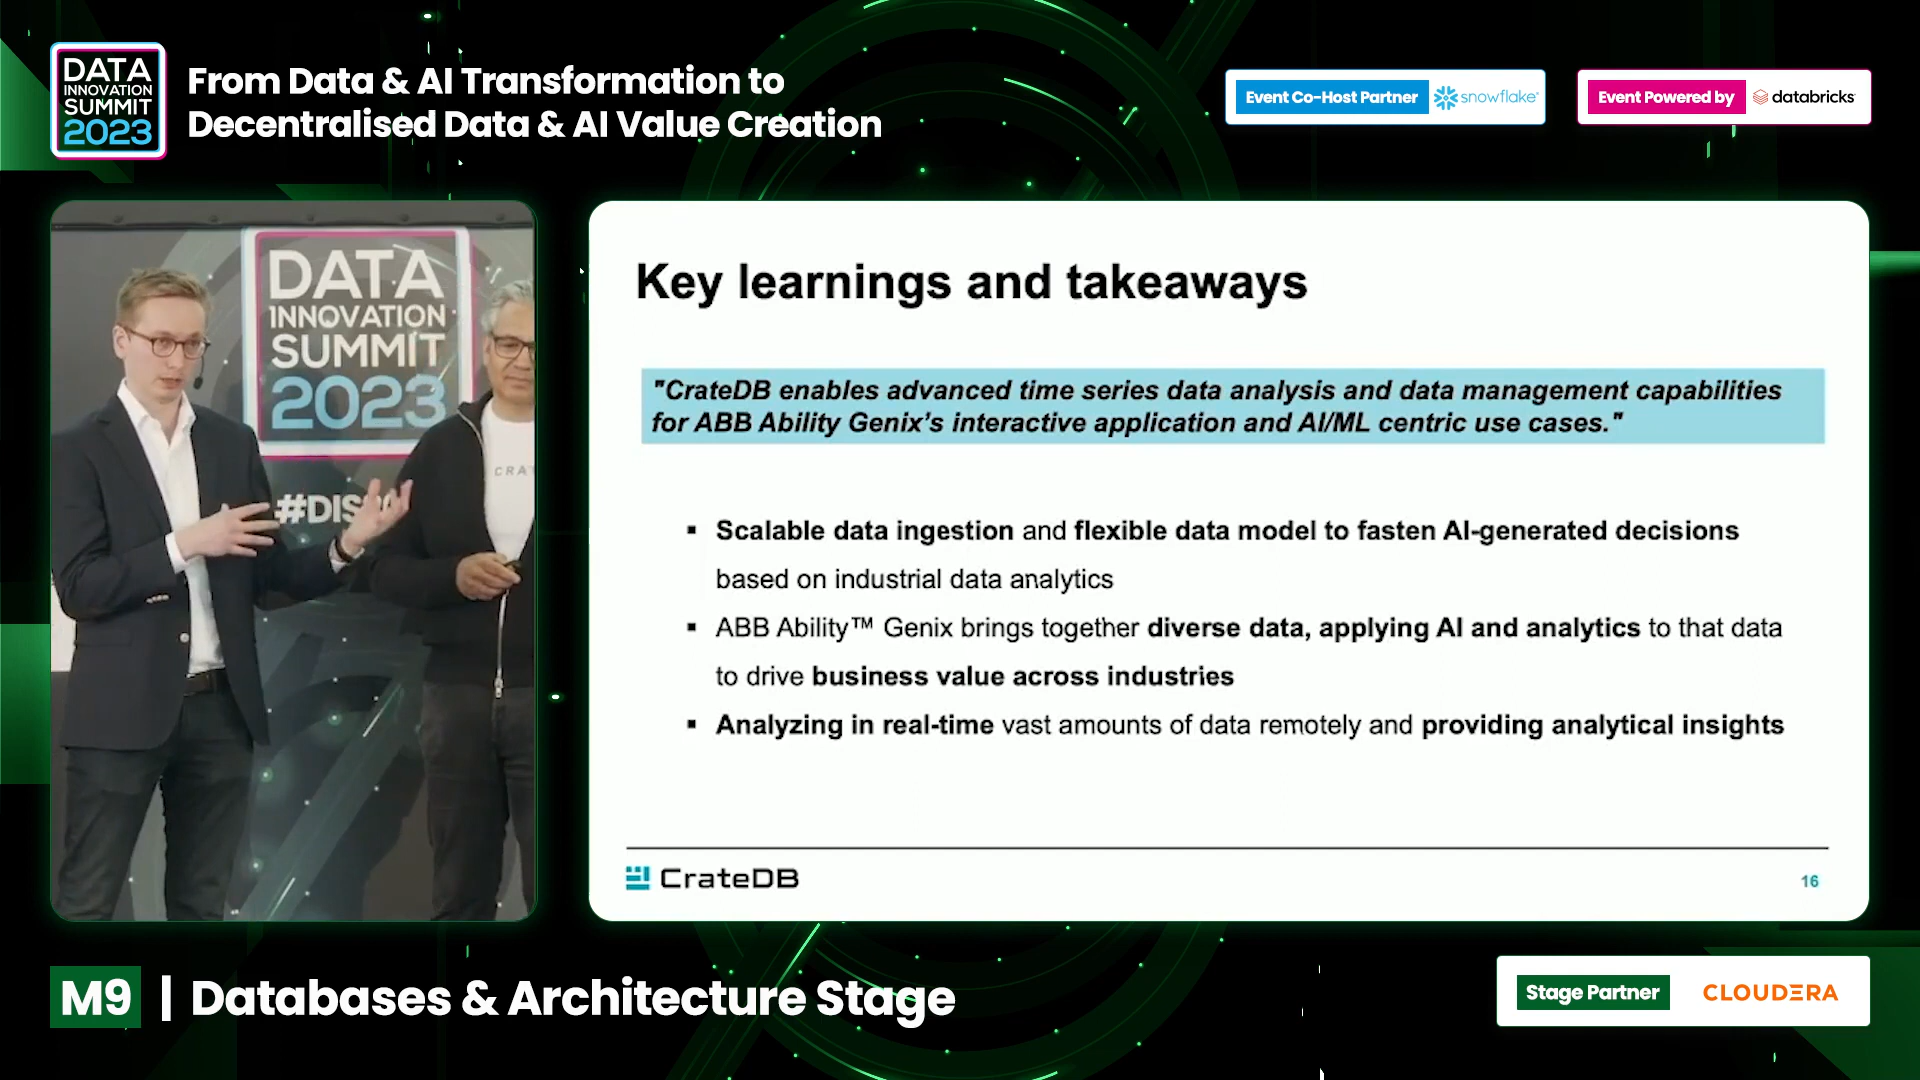 DATA
INNOVATION
SUMMIT
2023
From Data & AI Transformation to
Decentralised Data & AI Value Creation
Event Co-Host Partner snowflake
Event Powered by databricks
DATA
INNOVATION
SUMMIT
2023
Key learnings and takeaways
"CrateDB enables advanced time series data analysis and data management capabilities
for ABB Ability Genix’s interactive application and AI/ML centric use cases."
▪ Scalable data ingestion and flexible data model to fasten AI-generated decisions
based on industrial data analytics
▪ ABB Ability™ Genix brings together diverse data, applying AI and analytics to that data
to drive business value across industries
▪ Analyzing in real-time vast amounts of data remotely and providing analytical insights
CrateDB
16
M9 | Databases & Architecture Stage
Stage Partner CLOUDERA